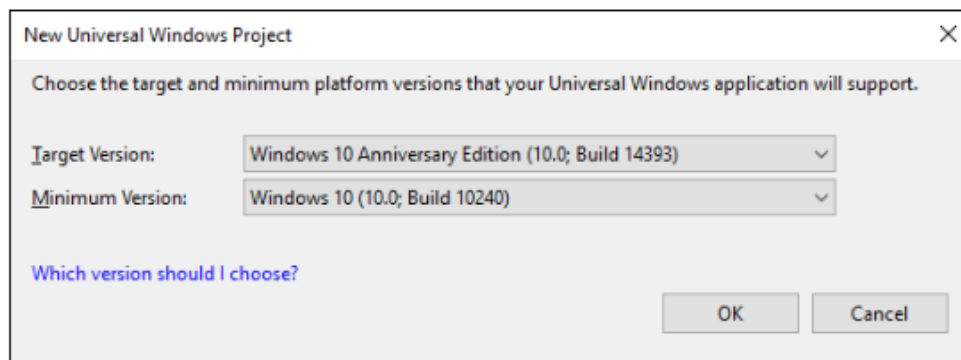 New Universal Windows Project
Choose the target and minimum platform versions that your Universal Windows application will support.
Target Version: Windows 10 Anniversary Edition (10.0; Build 14393)
Minimum Version: Windows 10 (10.0; Build 10240)
Which version should I choose?
OK Cancel